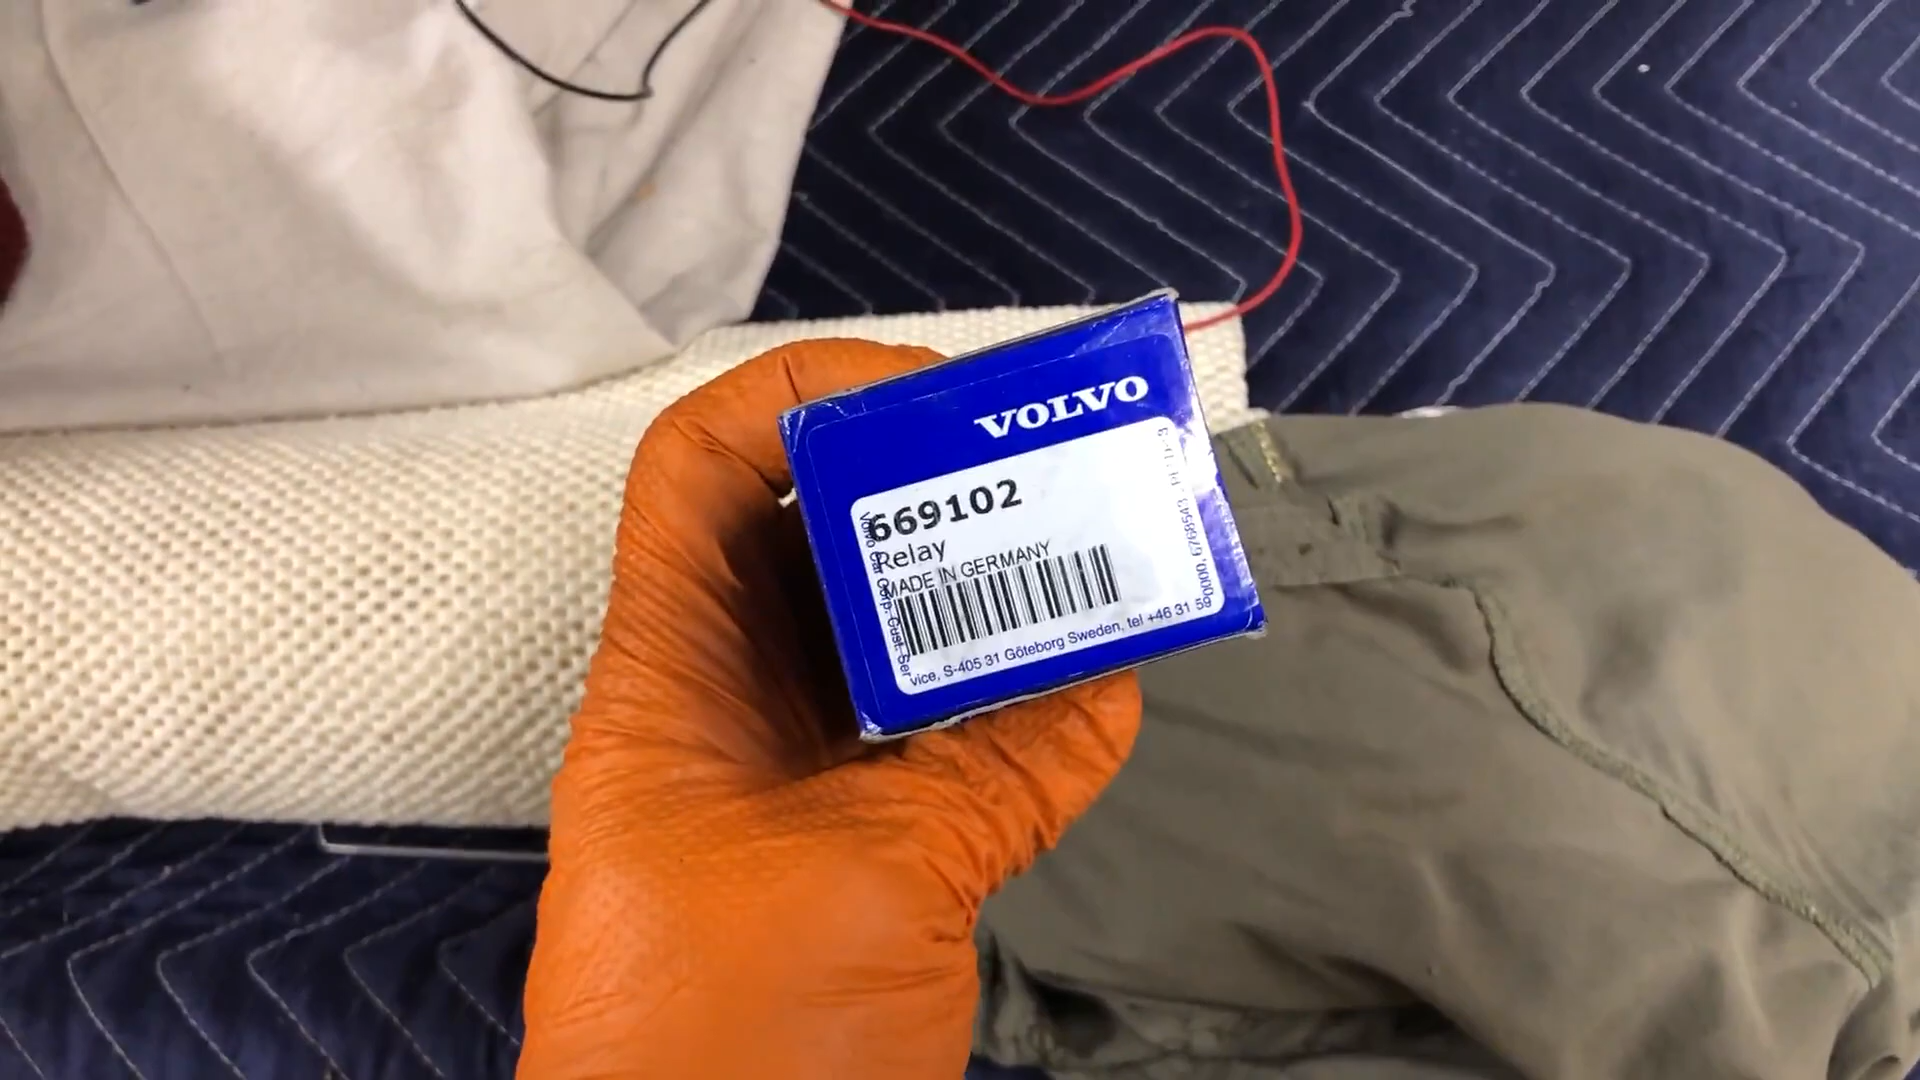 VOLVO
669102
Relay
MADE IN GERMANY
Volvo Car Corp. Cust. Ser
vice, S-405 31 Göteborg Sweden, tel +46 31 59
0000.